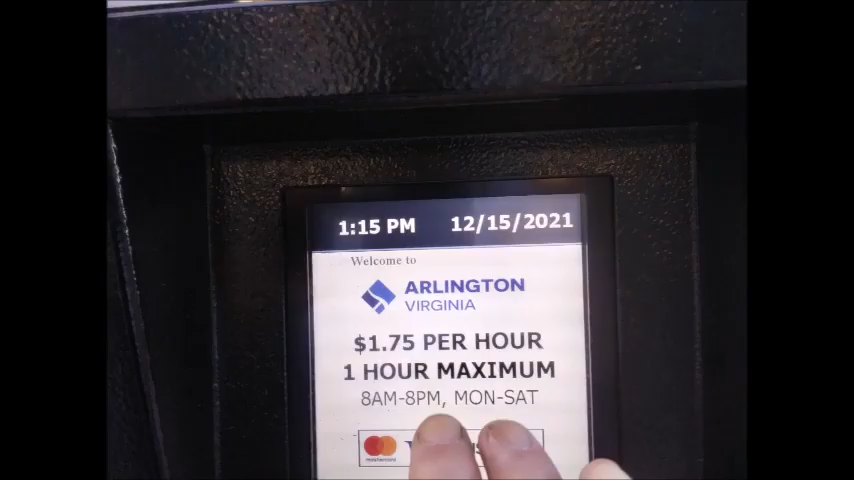 1:15 PM 12/15/2021
Welcome to
ARLINGTON
VIRGINIA
$1.75 PER HOUR
1 HOUR MAXIMUM
8AM-8PM, MON-SAT
mastercard